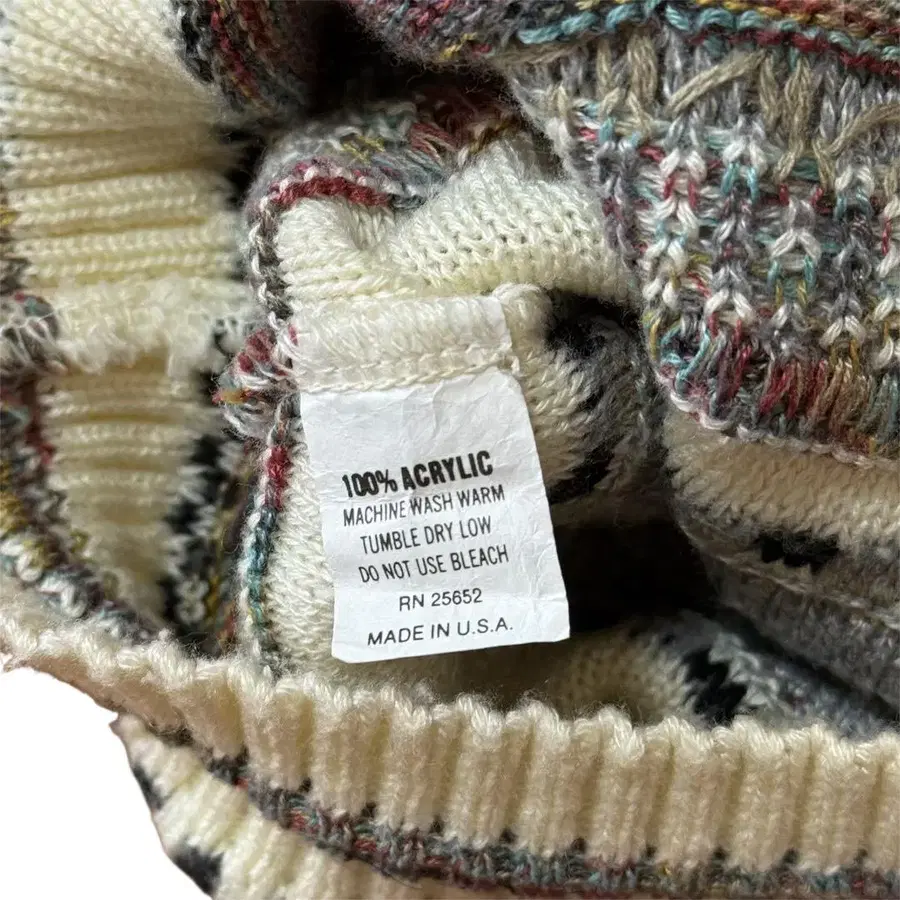 100% ACRYLIC
MACHINE WASH WARM
TUMBLE DRY LOW
DO NOT USE BLEACH
RN 25652
MADE IN U.S.A.